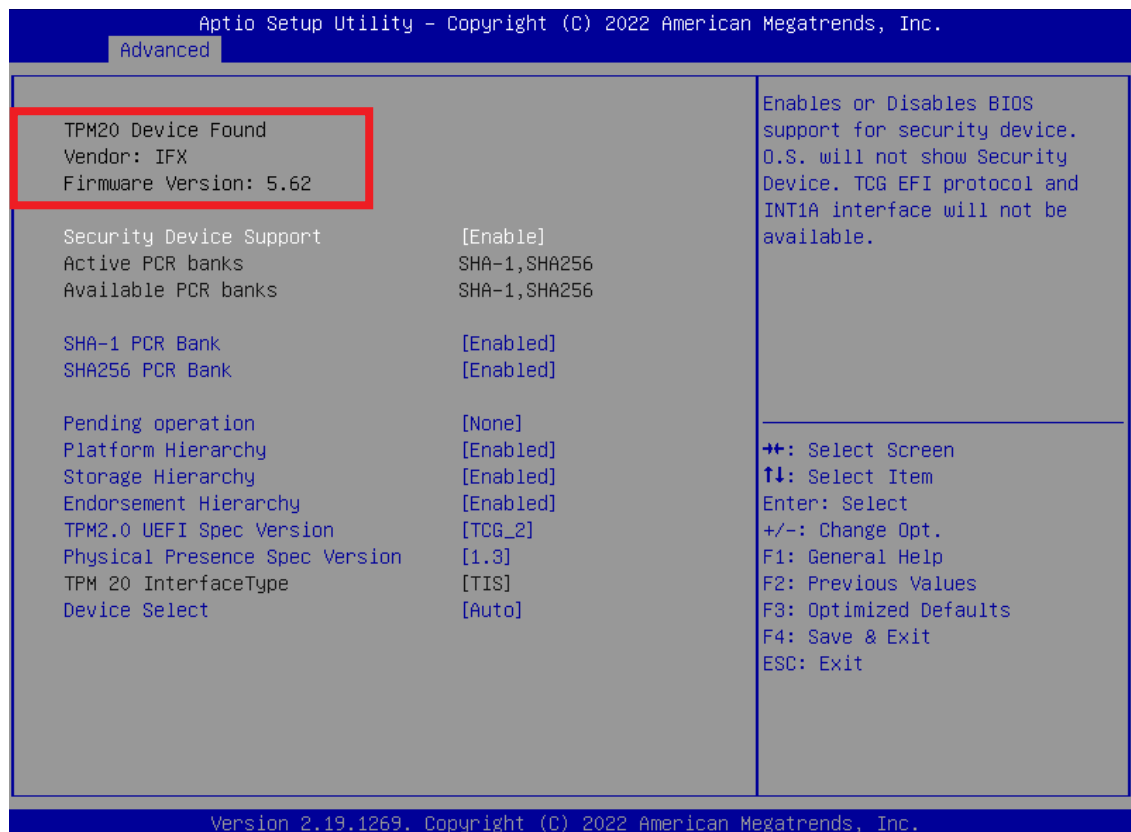 Aptio Setup Utility – Copyright (C) 2022 American Megatrends, Inc.
Advanced
TPM20 Device Found
Vendor: IFX
Firmware Version: 5.62
Security Device Support [Enable]
Active PCR banks SHA-1,SHA256
Available PCR banks SHA-1,SHA256
SHA-1 PCR Bank [Enabled]
SHA256 PCR Bank [Enabled]
Pending operation [None]
Platform Hierarchy [Enabled]
Storage Hierarchy [Enabled]
Endorsement Hierarchy [Enabled]
TPM2.0 UEFI Spec Version [TCG_2]
Physical Presence Spec Version [1.3]
TPM 20 InterfaceType [TIS]
Device Select [Auto]
Enables or Disables BIOS
support for security device.
O.S. will not show Security
Device. TCG EFI protocol and
INT1A interface will not be
available.
→←: Select Screen
↑↓: Select Item
Enter: Select
+/-: Change Opt.
F1: General Help
F2: Previous Values
F3: Optimized Defaults
F4: Save & Exit
ESC: Exit
Version 2.19.1269. Copyright (C) 2022 American Megatrends, Inc.